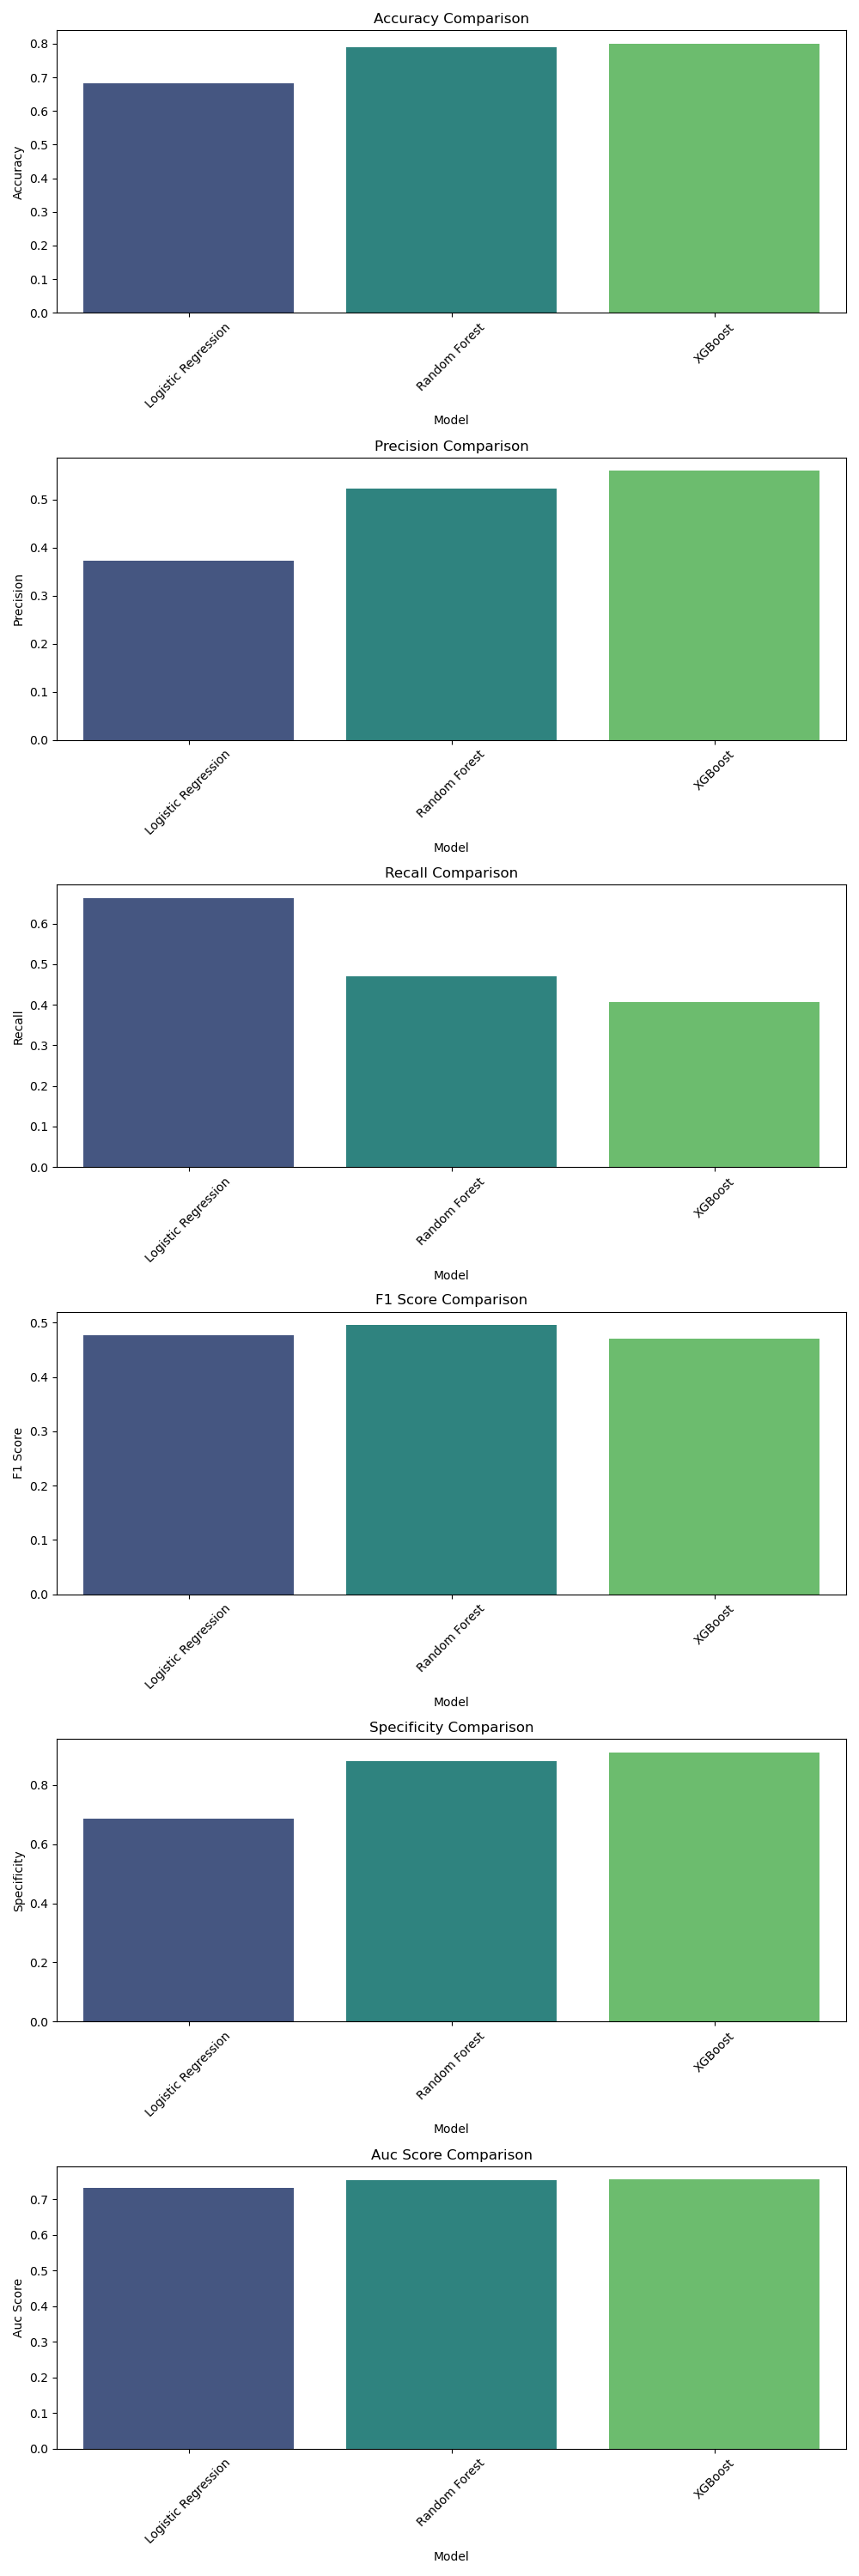 Accuracy Comparison
0.8
0.7
0.6
0.5
0.4
0.3
0.2
0.1
0.0
Accuracy
Logistic Regression
Random Forest
XGBoost
Model
Precision Comparison
0.5
0.4
0.3
0.2
0.1
0.0
Precision
Logistic Regression
Random Forest
XGBoost
Model
Recall Comparison
0.6
0.5
0.4
0.3
0.2
0.1
0.0
Recall
Logistic Regression
Random Forest
XGBoost
Model
F1 Score Comparison
0.5
0.4
0.3
0.2
0.1
0.0
F1 Score
Logistic Regression
Random Forest
XGBoost
Model
Specificity Comparison
0.8
0.6
0.4
0.2
0.0
Specificity
Logistic Regression
Random Forest
XGBoost
Model
Auc Score Comparison
0.7
0.6
0.5
0.4
0.3
0.2
0.1
0.0
Auc Score
Logistic Regression
Random Forest
XGBoost
Model